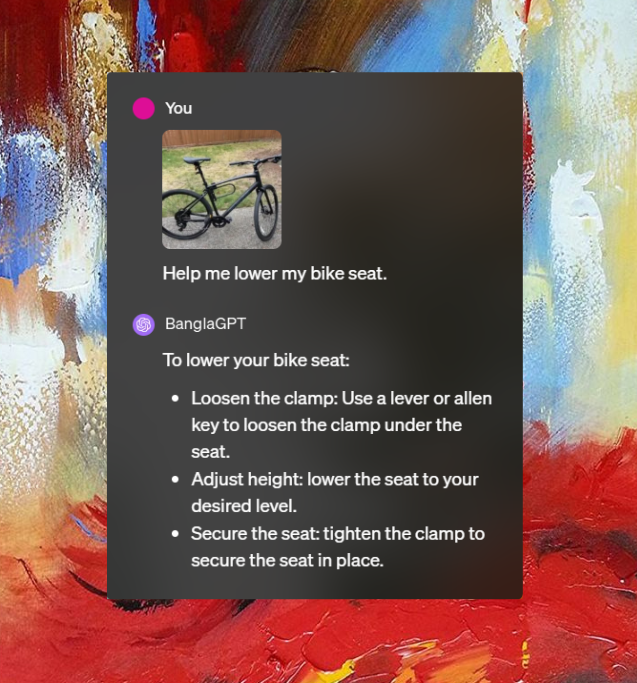 You
Help me lower my bike seat.
BanglaGPT
To lower your bike seat:
• Loosen the clamp: Use a lever or allen
key to loosen the clamp under the
seat.
• Adjust height: lower the seat to your
desired level.
• Secure the seat: tighten the clamp to
secure the seat in place.